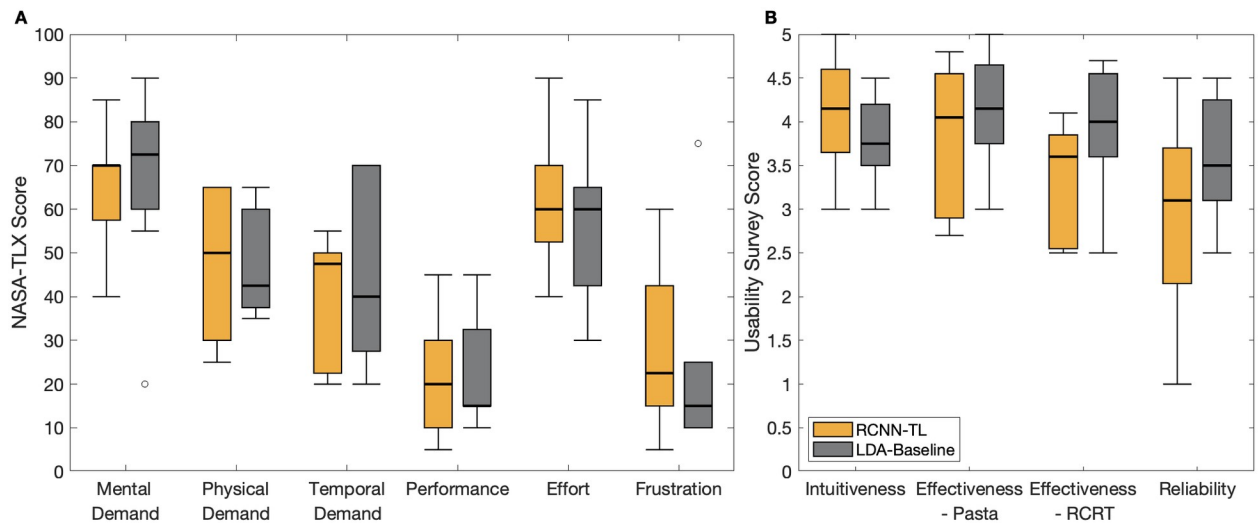 A
NASA-TLX Score
100
90
80
70
60
50
40
30
20
10
0
Mental
Demand
Physical
Demand
Temporal
Demand
Performance
Effort
Frustration
B
Usability Survey Score
5
4.5
4
3.5
3
2.5
2
1.5
1
0.5
0
RCNN-TL
LDA-Baseline
Intuitiveness
Effectiveness
- Pasta
Effectiveness
- RCRT
Reliability